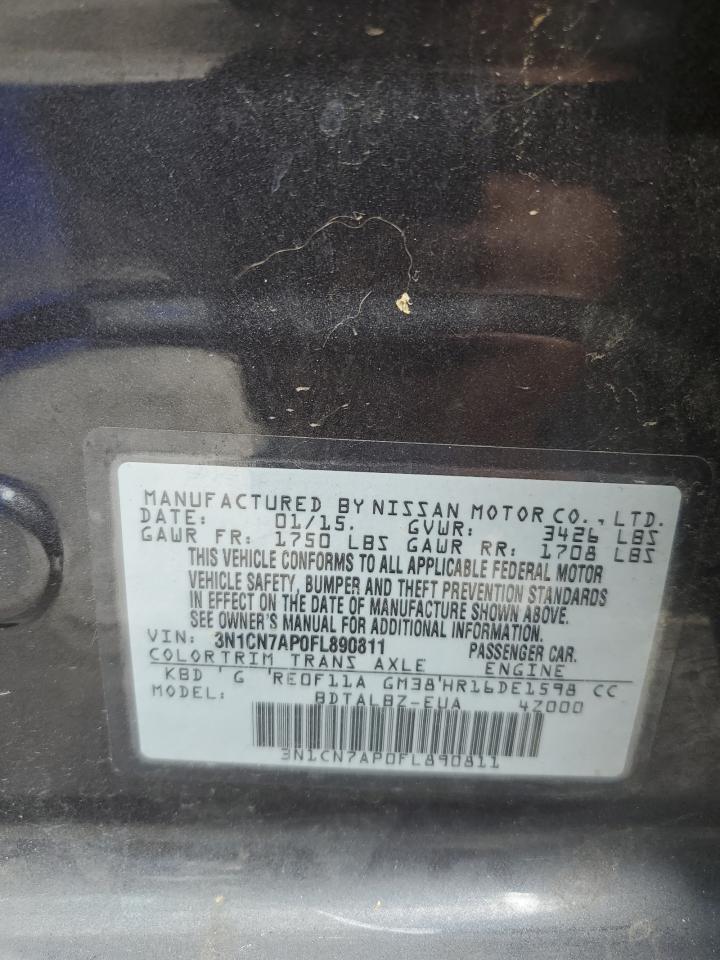 MANUFACTURED BY NISSAN MOTOR CO., LTD.
DATE: 01/15. GVWR: 3426 LBS
GAWR FR: 1750 LBS GAWR RR: 1708 LBS
THIS VEHICLE CONFORMS TO ALL APPLICABLE FEDERAL MOTOR
VEHICLE SAFETY, BUMPER AND THEFT PREVENTION STANDARDS
IN EFFECT ON THE DATE OF MANUFACTURE SHOWN ABOVE.
SEE OWNER'S MANUAL FOR ADDITIONAL INFORMATION.
VIN: 3N1CN7AP0FL890811 PASSENGER CAR.
COLOR TRIM TRANS AXLE ENGINE
KBD ' G 'RE0F11A GM38'HR16DE1598 CC
MODEL: BDTALBZ-EUA 4Z000
3N1CN7AP0FL890811